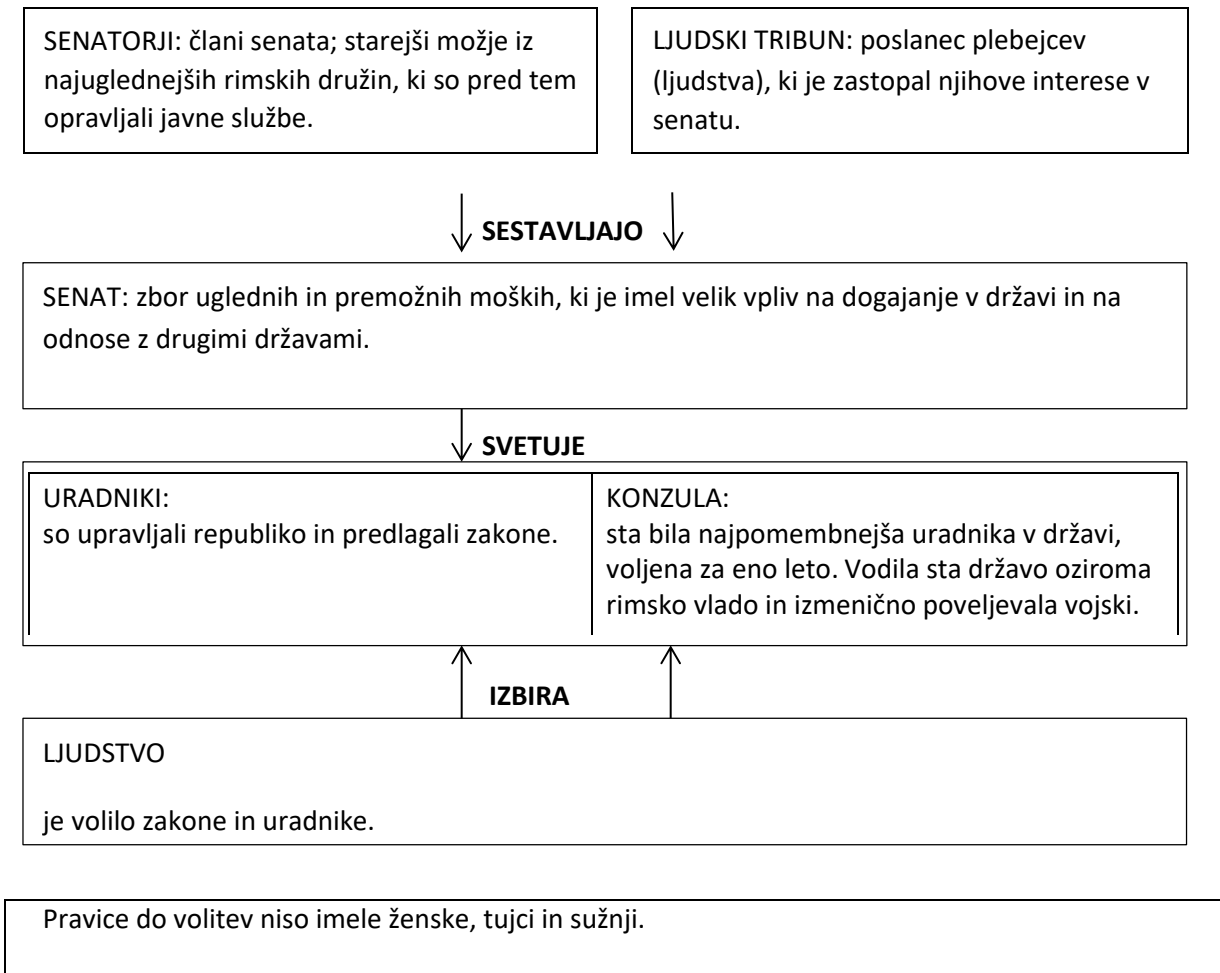 SENATORJI: člani senata; starejši možje iz
najuglednejših rimskih družin, ki so pred tem
opravljali javne službe.
LJUDSKI TRIBUN: poslanec plebejcev
(ljudstva), ki je zastopal njihove interese v
senatu.
SESTAVLJAJO
SENAT: zbor uglednih in premožnih moških, ki je imel velik vpliv na dogajanje v državi in na
odnose z drugimi državami.
SVETUJE
URADNIKI:
so upravljali republiko in predlagali zakone.
KONZULA:
sta bila najpomembnejša uradnika v državi,
voljena za eno leto. Vodila sta državo oziroma
rimsko vlado in izmenično poveljevala vojski.
IZBIRA
LJUDSTVO
je volilo zakone in uradnike.
Pravice do volitev niso imele ženske, tujci in sužnji.